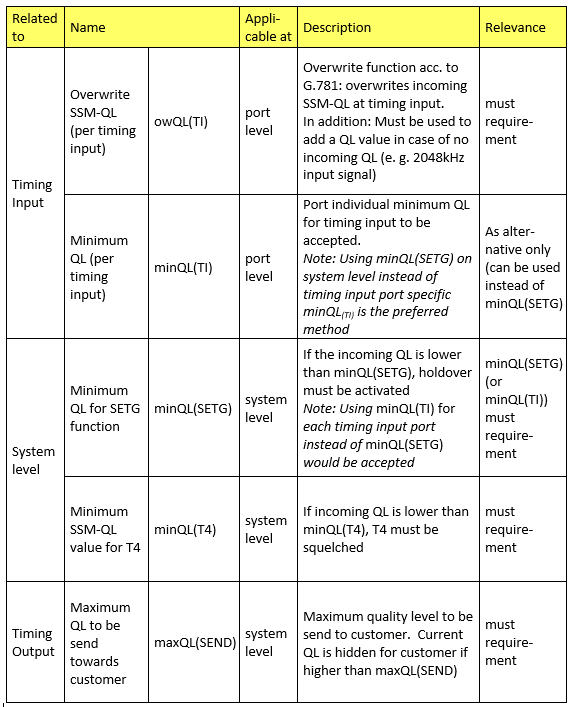 Related to
Name
Appli-
cable at
Description
Relevance
Timing
Input
Overwrite
SSM-QL
(per timing
input)
owQL(TI)
port
level
Overwrite function acc. to
G.781: overwrites incoming
SSM-QL at timing input.
In addition: Must be used to
add a QL value in case of no
incoming QL (e. g. 2048kHz
input signal)
must
require-
ment
Minimum
QL (per
timing
input)
minQL(TI)
port
level
Port individual minimum QL
for timing input to be
accepted.
Note: Using minQL(SETG) on
system level instead of
timing input port specific
minQL(TI) is the preferred
method
As alter-
native only
(can be used
instead of
minQL(SETG)
System
level
Minimum
QL for SETG
function
minQL(SETG)
system
level
If the incoming QL is lower
than minQL(SETG), holdover
must be activated
Note: Using minQL(TI) for
each timing input port
instead of minQL(SETG)
would be accepted
minQL(SETG)
(or
minQL(TI))
must
require-
ment
Minimum
SSM-QL
value for T4
minQL(T4)
system
level
If incoming QL is lower than
minQL(T4), T4 must be
squelched
must
require-
ment
Timing
Output
Maximum
QL to be
send
towards
customer
maxQL(SEND)
system
level
Maximum quality level to be
send to customer.  Current
QL is hidden for customer if
higher than maxQL(SEND)
must
require-
ment